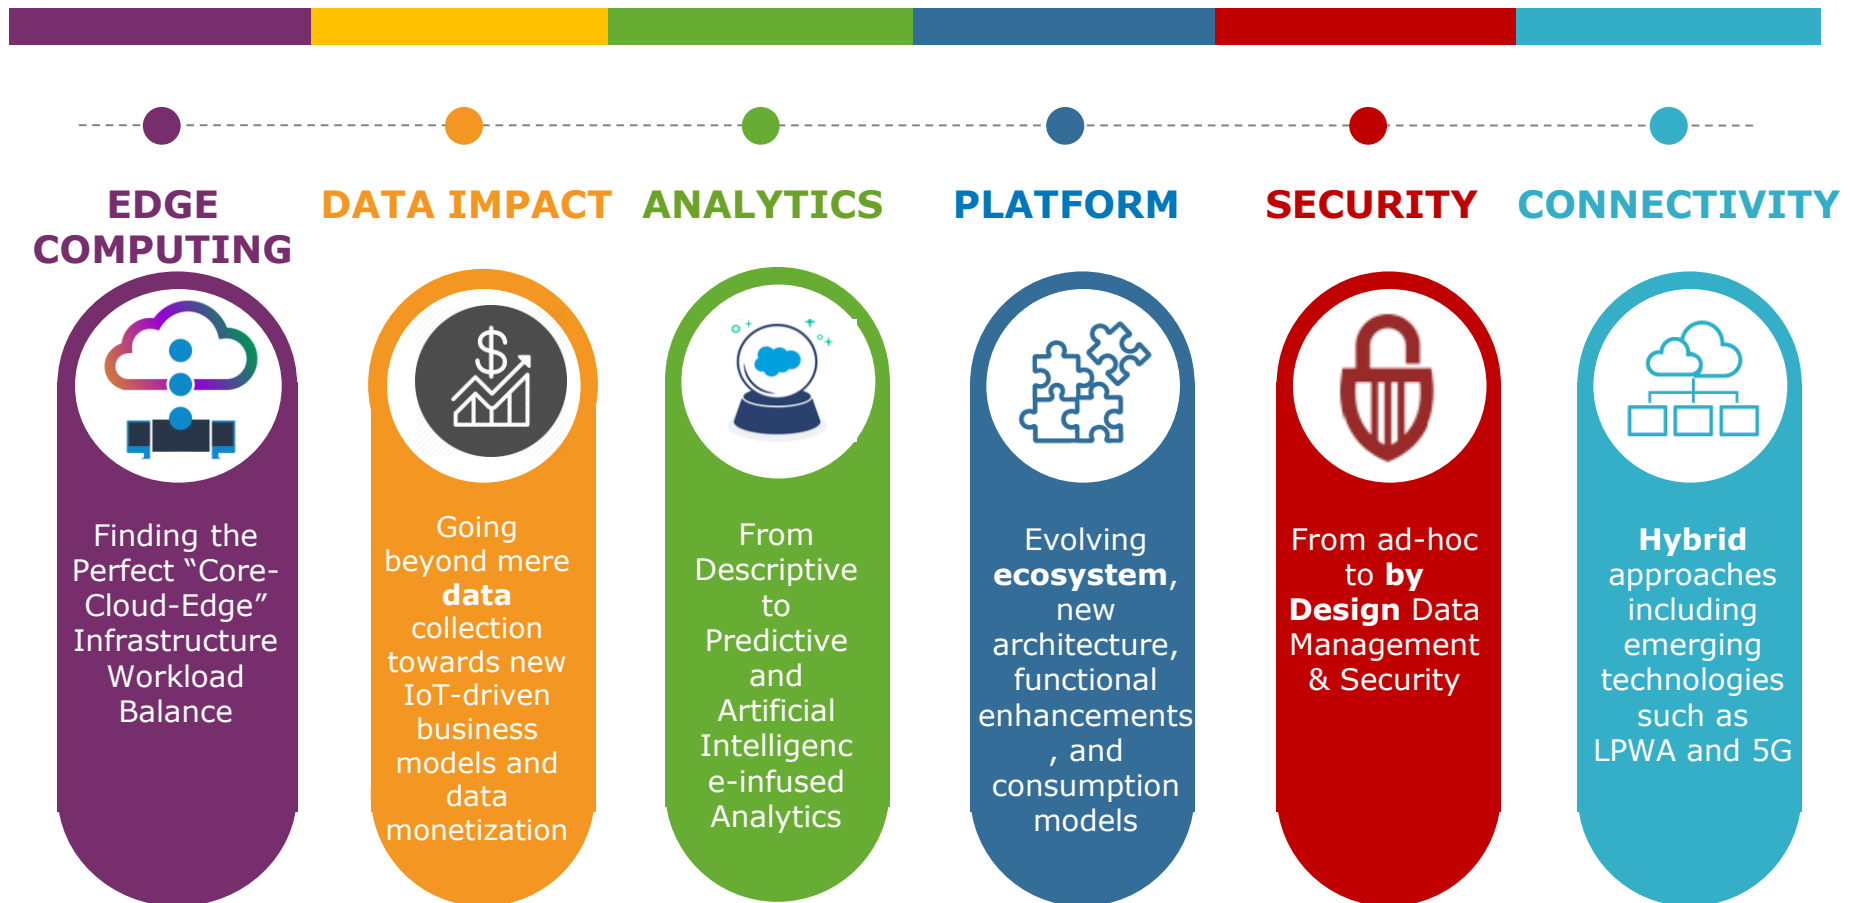 EDGE
COMPUTING
Finding the
Perfect “Core-
Cloud-Edge”
Infrastructure
Workload
Balance
DATA IMPACT
Going
beyond mere
data
collection
towards new
IoT-driven
business
models and
data
monetization
ANALYTICS
From
Descriptive
to
Predictive
and
Artificial
Intelligenc
e-infused
Analytics
PLATFORM
Evolving
ecosystem,
new
architecture,
functional
enhancements
, and
consumption
models
SECURITY
From ad-hoc
to by
Design Data
Management
& Security
CONNECTIVITY
Hybrid
approaches
including
emerging
technologies
such as
LPWA and 5G